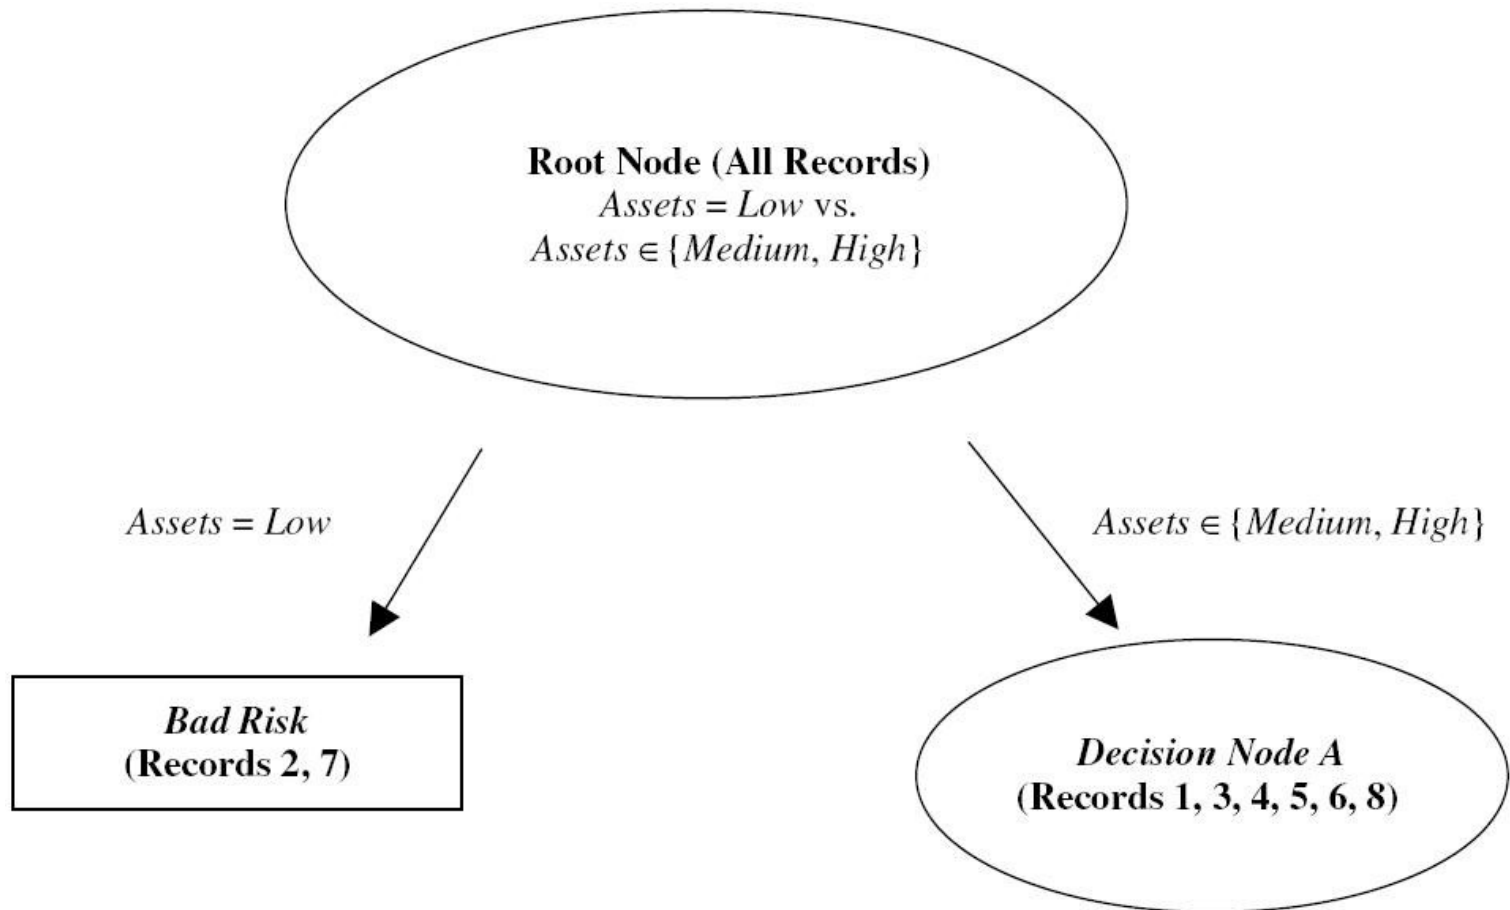 Root Node (All Records)
Assets = Low vs.
Assets ∈ {Medium, High}
Assets = Low
Assets ∈ {Medium, High}
Bad Risk
(Records 2, 7)
Decision Node A
(Records 1, 3, 4, 5, 6, 8)